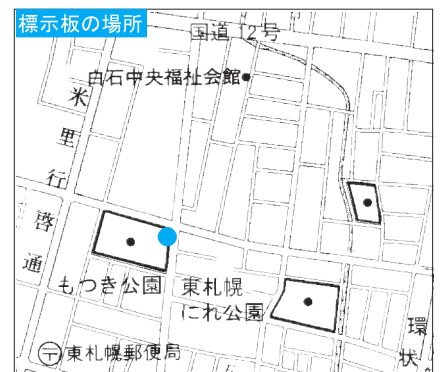 標示板の場所
国道12号
白石中央福祉会館
米里行啓通
もつき公園
東札幌
にれ公園
環状
〒東札幌郵便局